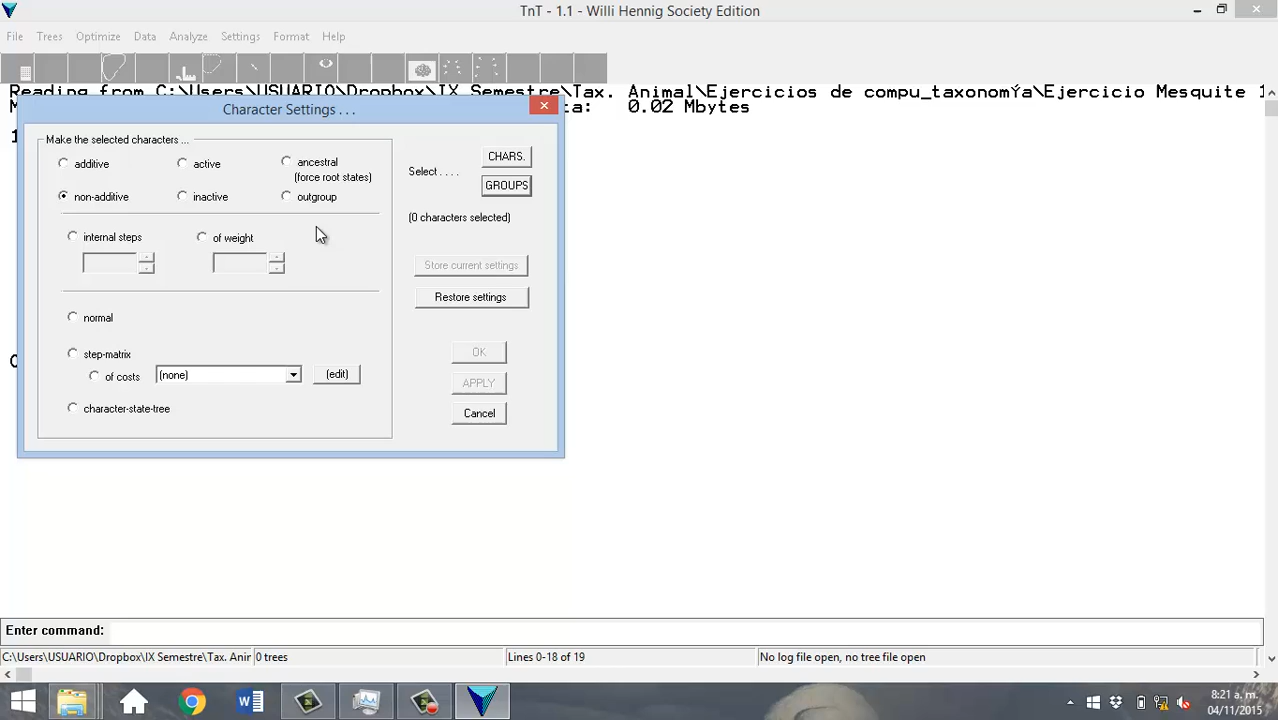 TnT - 1.1 - Willi Hennig Society Edition
File Trees Optimize Data Analyze Settings Format Help
Reading from C:\Users\USUARIO\Dropbox\IX Semestre\Tax. Animal\Ejercicios de compu_taxonomÝa\Ejercicio Mesquite 1
ta: 0.02 Mbytes
Character Settings . . .
Make the selected characters ...
additive active ancestral
(force root states)
non-additive inactive outgroup
internal steps of weight
normal
step-matrix
of costs (none) (edit)
character-state-tree
Select . . . . CHARS.
GROUPS
(0 characters selected)
Store current settings
Restore settings
OK
APPLY
Cancel
Enter command:
C:\Users\USUARIO\Dropbox\IX Semestre\Tax. Anir 0 trees Lines 0-18 of 19 No log file open, no tree file open
8:21 a. m.
04/11/2015